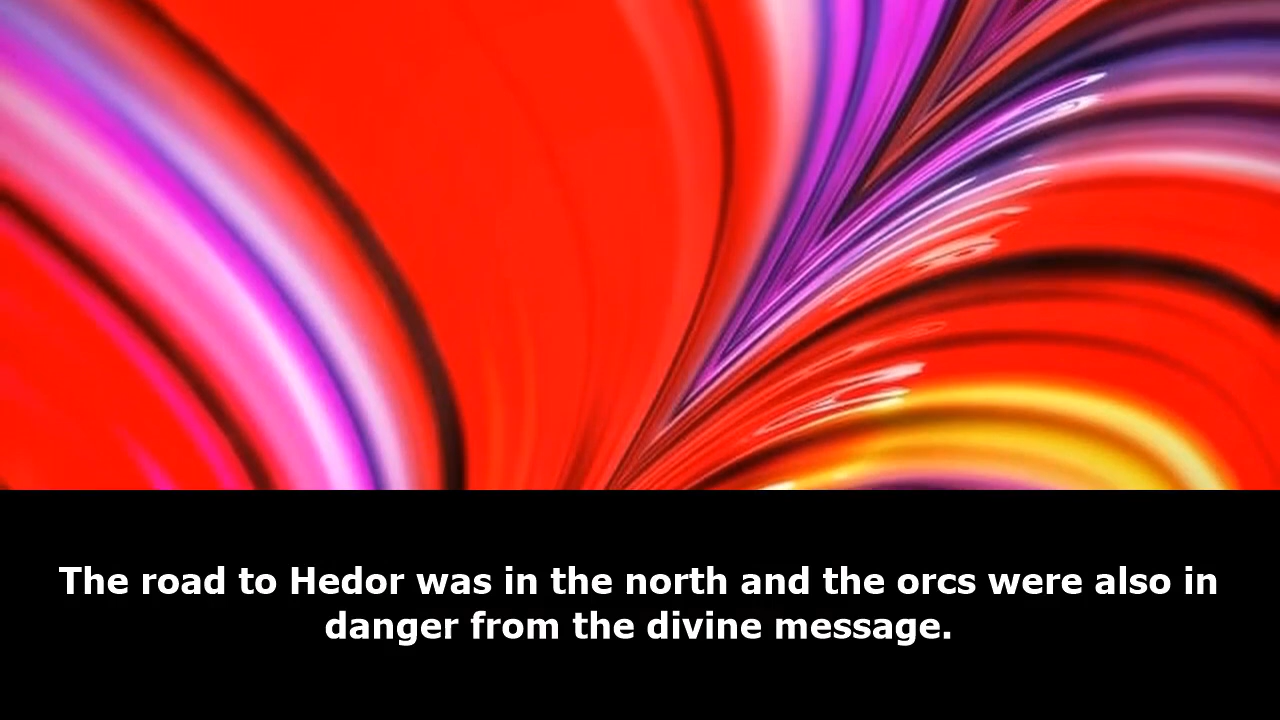 The road to Hedor was in the north and the orcs were also in
danger from the divine message.